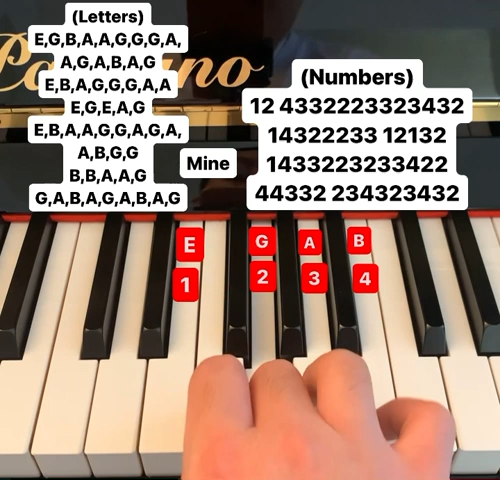 (Letters)
E,G,B,A,A,G,G,G,A,
A,G,A,B,A,G
E,B,A,G,G,G,A,A
E,G,E,A,G
E,B,A,A,G,G,A,G,A,
A,B,G,G
B,B,A,A,G
G,A,B,A,G,A,B,A,G
Mine
(Numbers)
12 4332223323432
14322233 12132
1433223233422
44332 234323432
E G A B
1 2 3 4